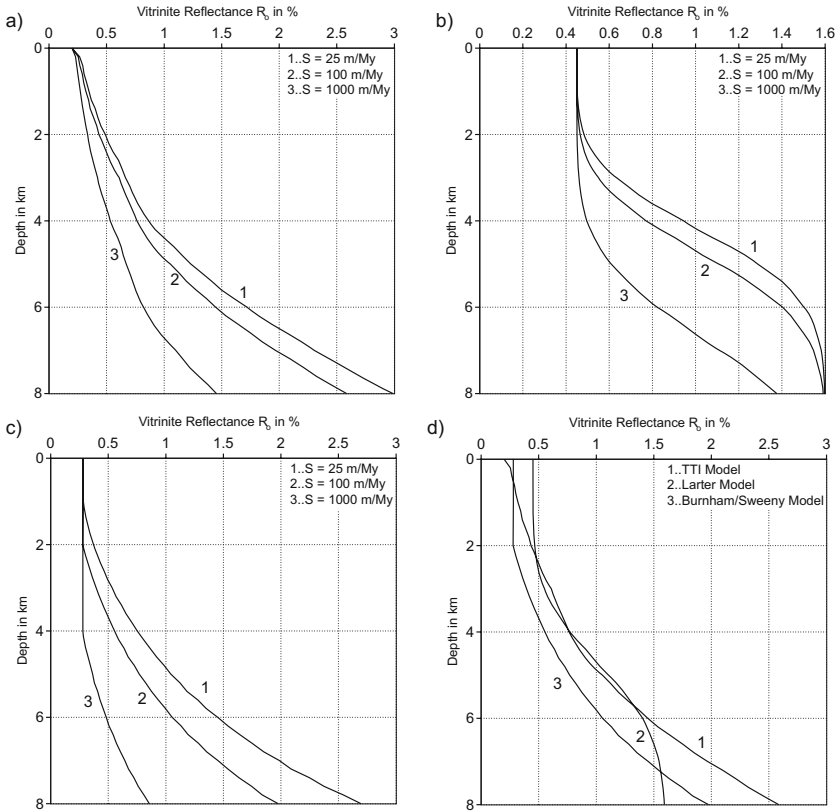 a)
Vitrinite Reflectance Ro in %
0 0.5 1 1.5 2 2.5 3
1..S = 25 m/My
2..S = 100 m/My
3..S = 1000 m/My
Depth in km
0
2
4
6
8
3
2
1
b)
Vitrinite Reflectance Ro in %
0 0.2 0.4 0.6 0.8 1.0 1.2 1.4 1.6
1..S = 25 m/My
2..S = 100 m/My
3..S = 1000 m/My
Depth in km
0
2
4
6
8
1
2
3
c)
Vitrinite Reflectance Ro in %
0 0.5 1 1.5 2 2.5 3
1..S = 25 m/My
2..S = 100 m/My
3..S = 1000 m/My
Depth in km
0
2
4
6
8
1
2
3
d)
Vitrinite Reflectance Ro in %
0 0.5 1 1.5 2 2.5 3
1..TTI Model
2..Larter Model
3..Burnham/Sweeny Model
Depth in km
0
2
4
6
8
3
2
1